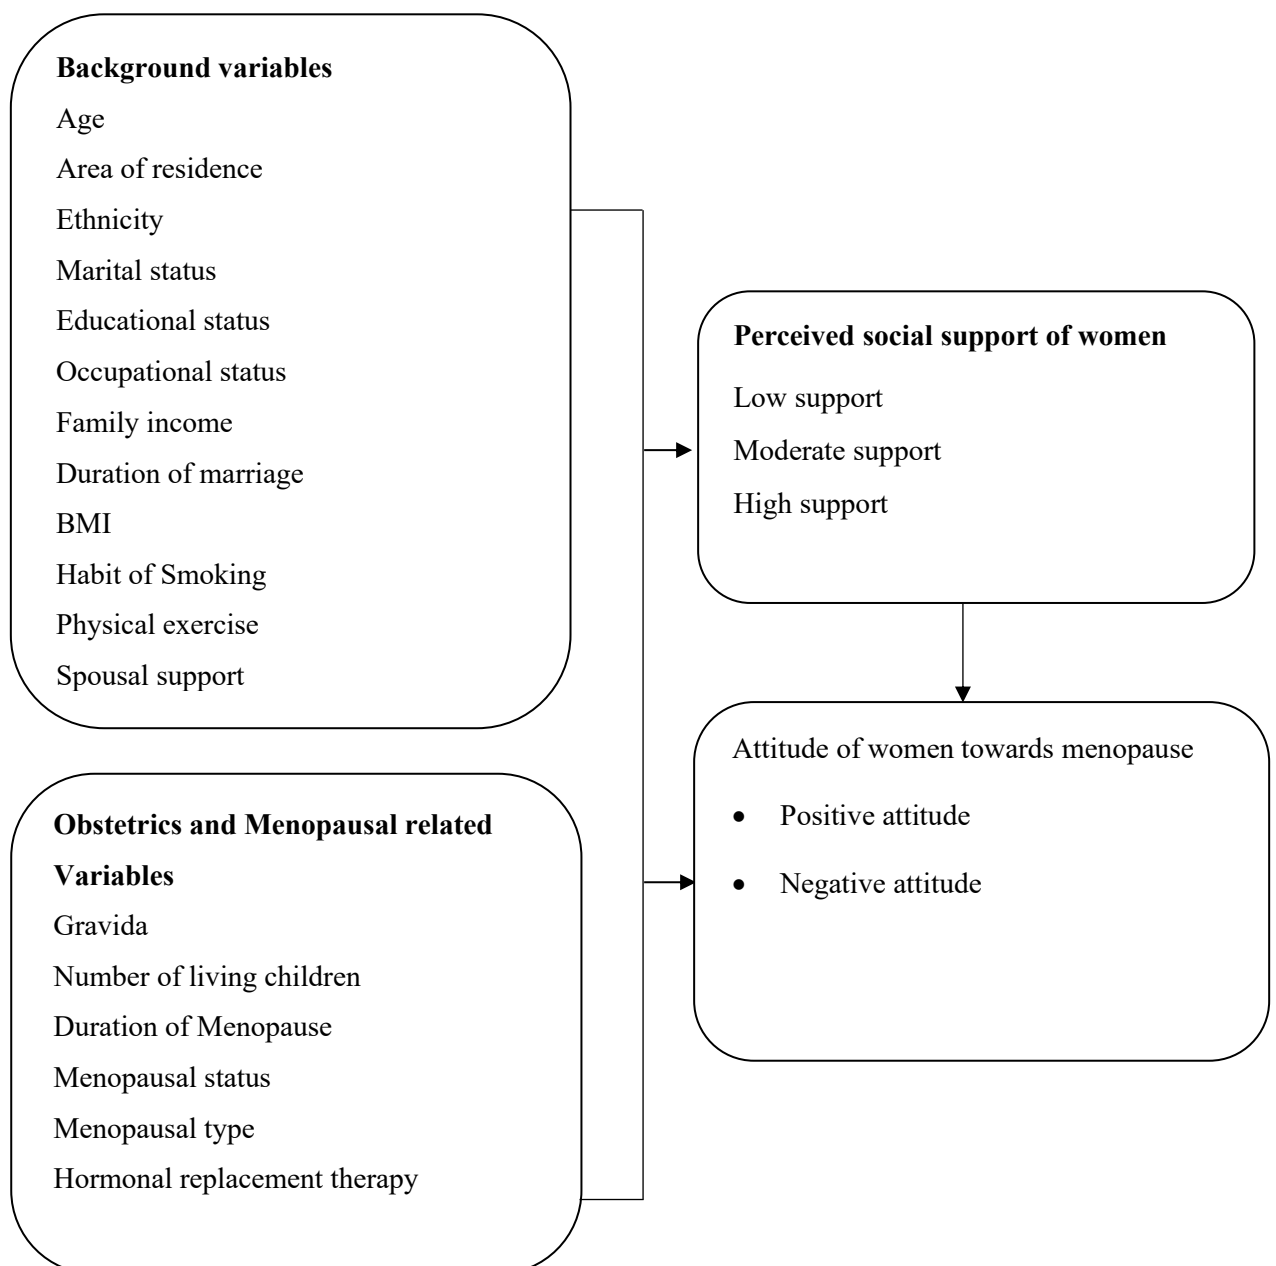 Background variables
Age
Area of residence
Ethnicity
Marital status
Educational status
Occupational status
Family income
Duration of marriage
BMI
Habit of Smoking
Physical exercise
Spousal support
Obstetrics and Menopausal related
Variables
Gravida
Number of living children
Duration of Menopause
Menopausal status
Menopausal type
Hormonal replacement therapy
Perceived social support of women
Low support
Moderate support
High support
Attitude of women towards menopause
• Positive attitude
• Negative attitude